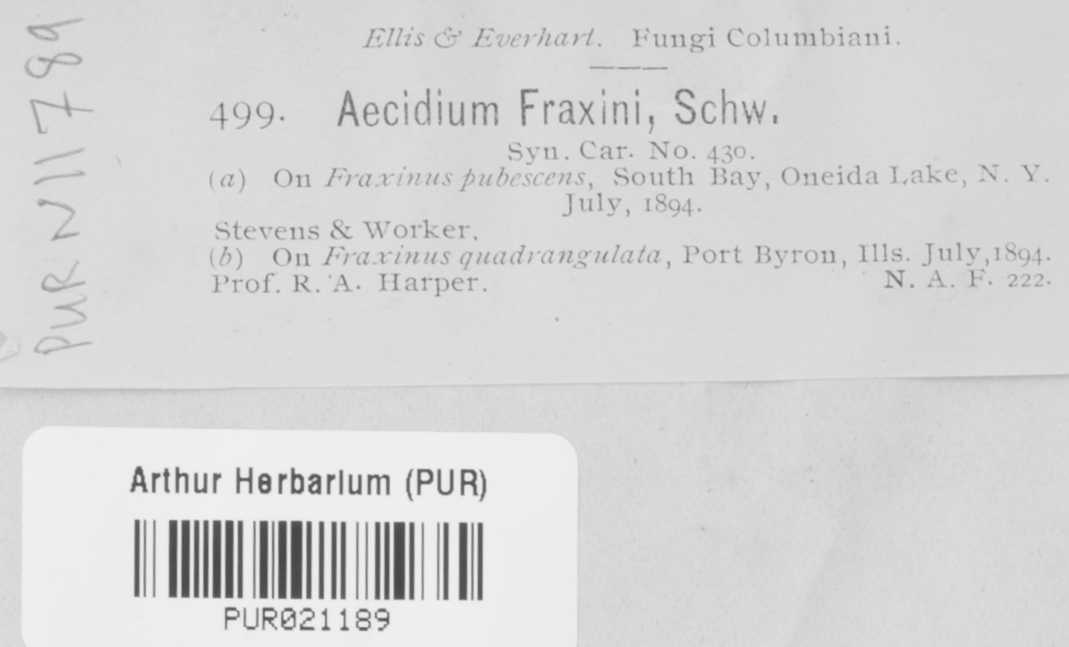 Ellis & Everhart. Fungi Columbiani.
499. Aecidium Fraxini, Schw.
Syn. Car. No. 430.
(a) On Fraxinus pubescens, South Bay, Oneida Lake, N. Y.
July, 1894.
Stevens & Worker.
(b) On Fraxinus quadrangulata, Port Byron, Ills. July, 1894.
Prof. R. A. Harper. N. A. F. 222.
PUR N11789
Arthur Herbarium (PUR)
PUR021189